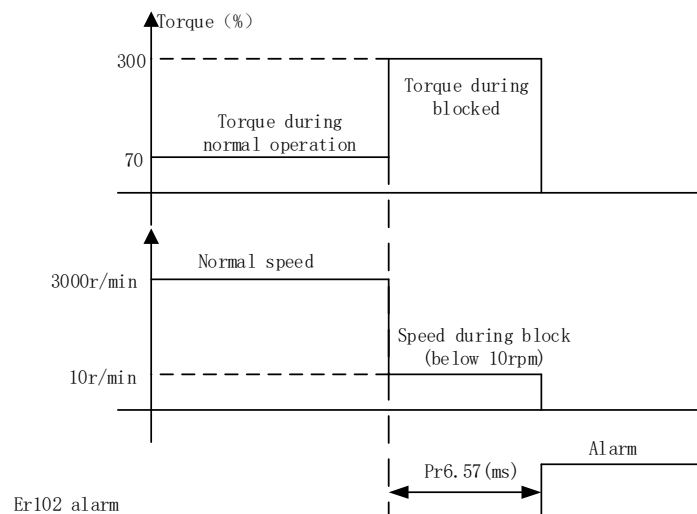 Torque (%)
300
Torque during
blocked
Torque during
normal operation
70
Normal speed
3000r/min
Speed during block
(below 10rpm)
10r/min
Alarm
Pr6.57(ms)
Er102 alarm